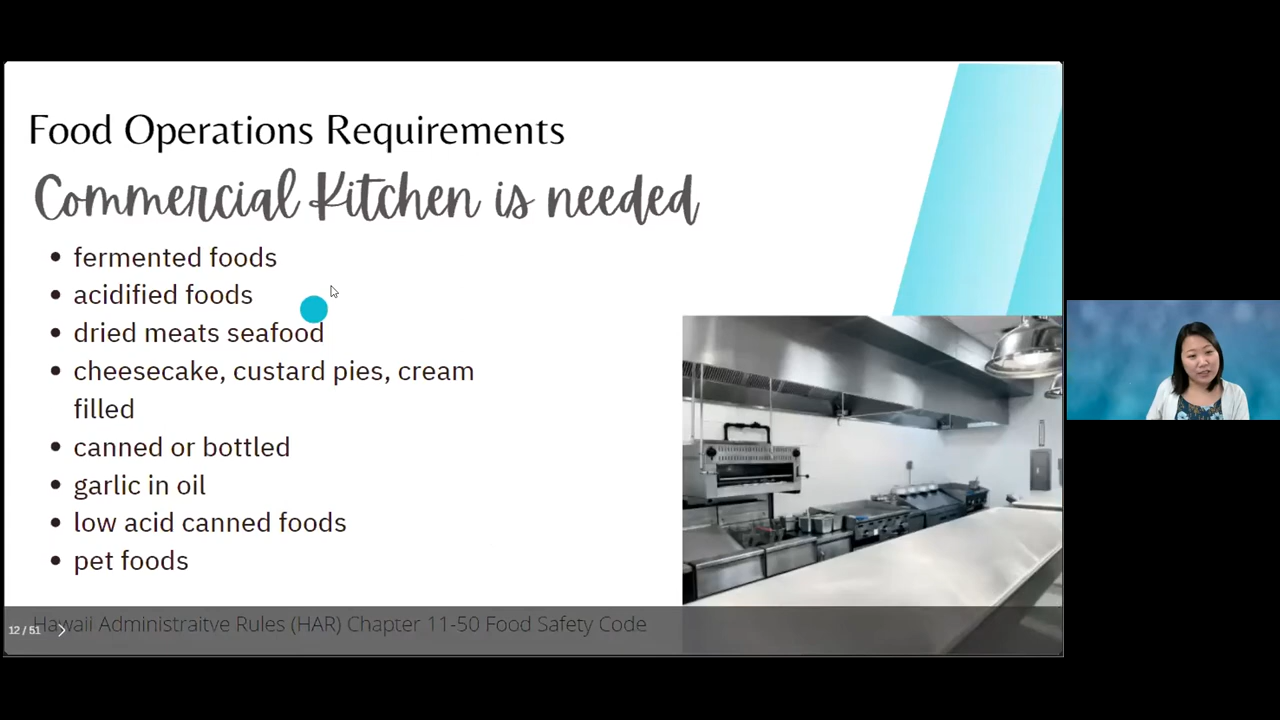 Food Operations Requirements
Commercial Kitchen is needed
• fermented foods
• acidified foods
• dried meats seafood
• cheesecake, custard pies, cream
filled
• canned or bottled
• garlic in oil
• low acid canned foods
• pet foods
Hawaii Administraitve Rules (HAR) Chapter 11-50 Food Safety Code
12 / 51